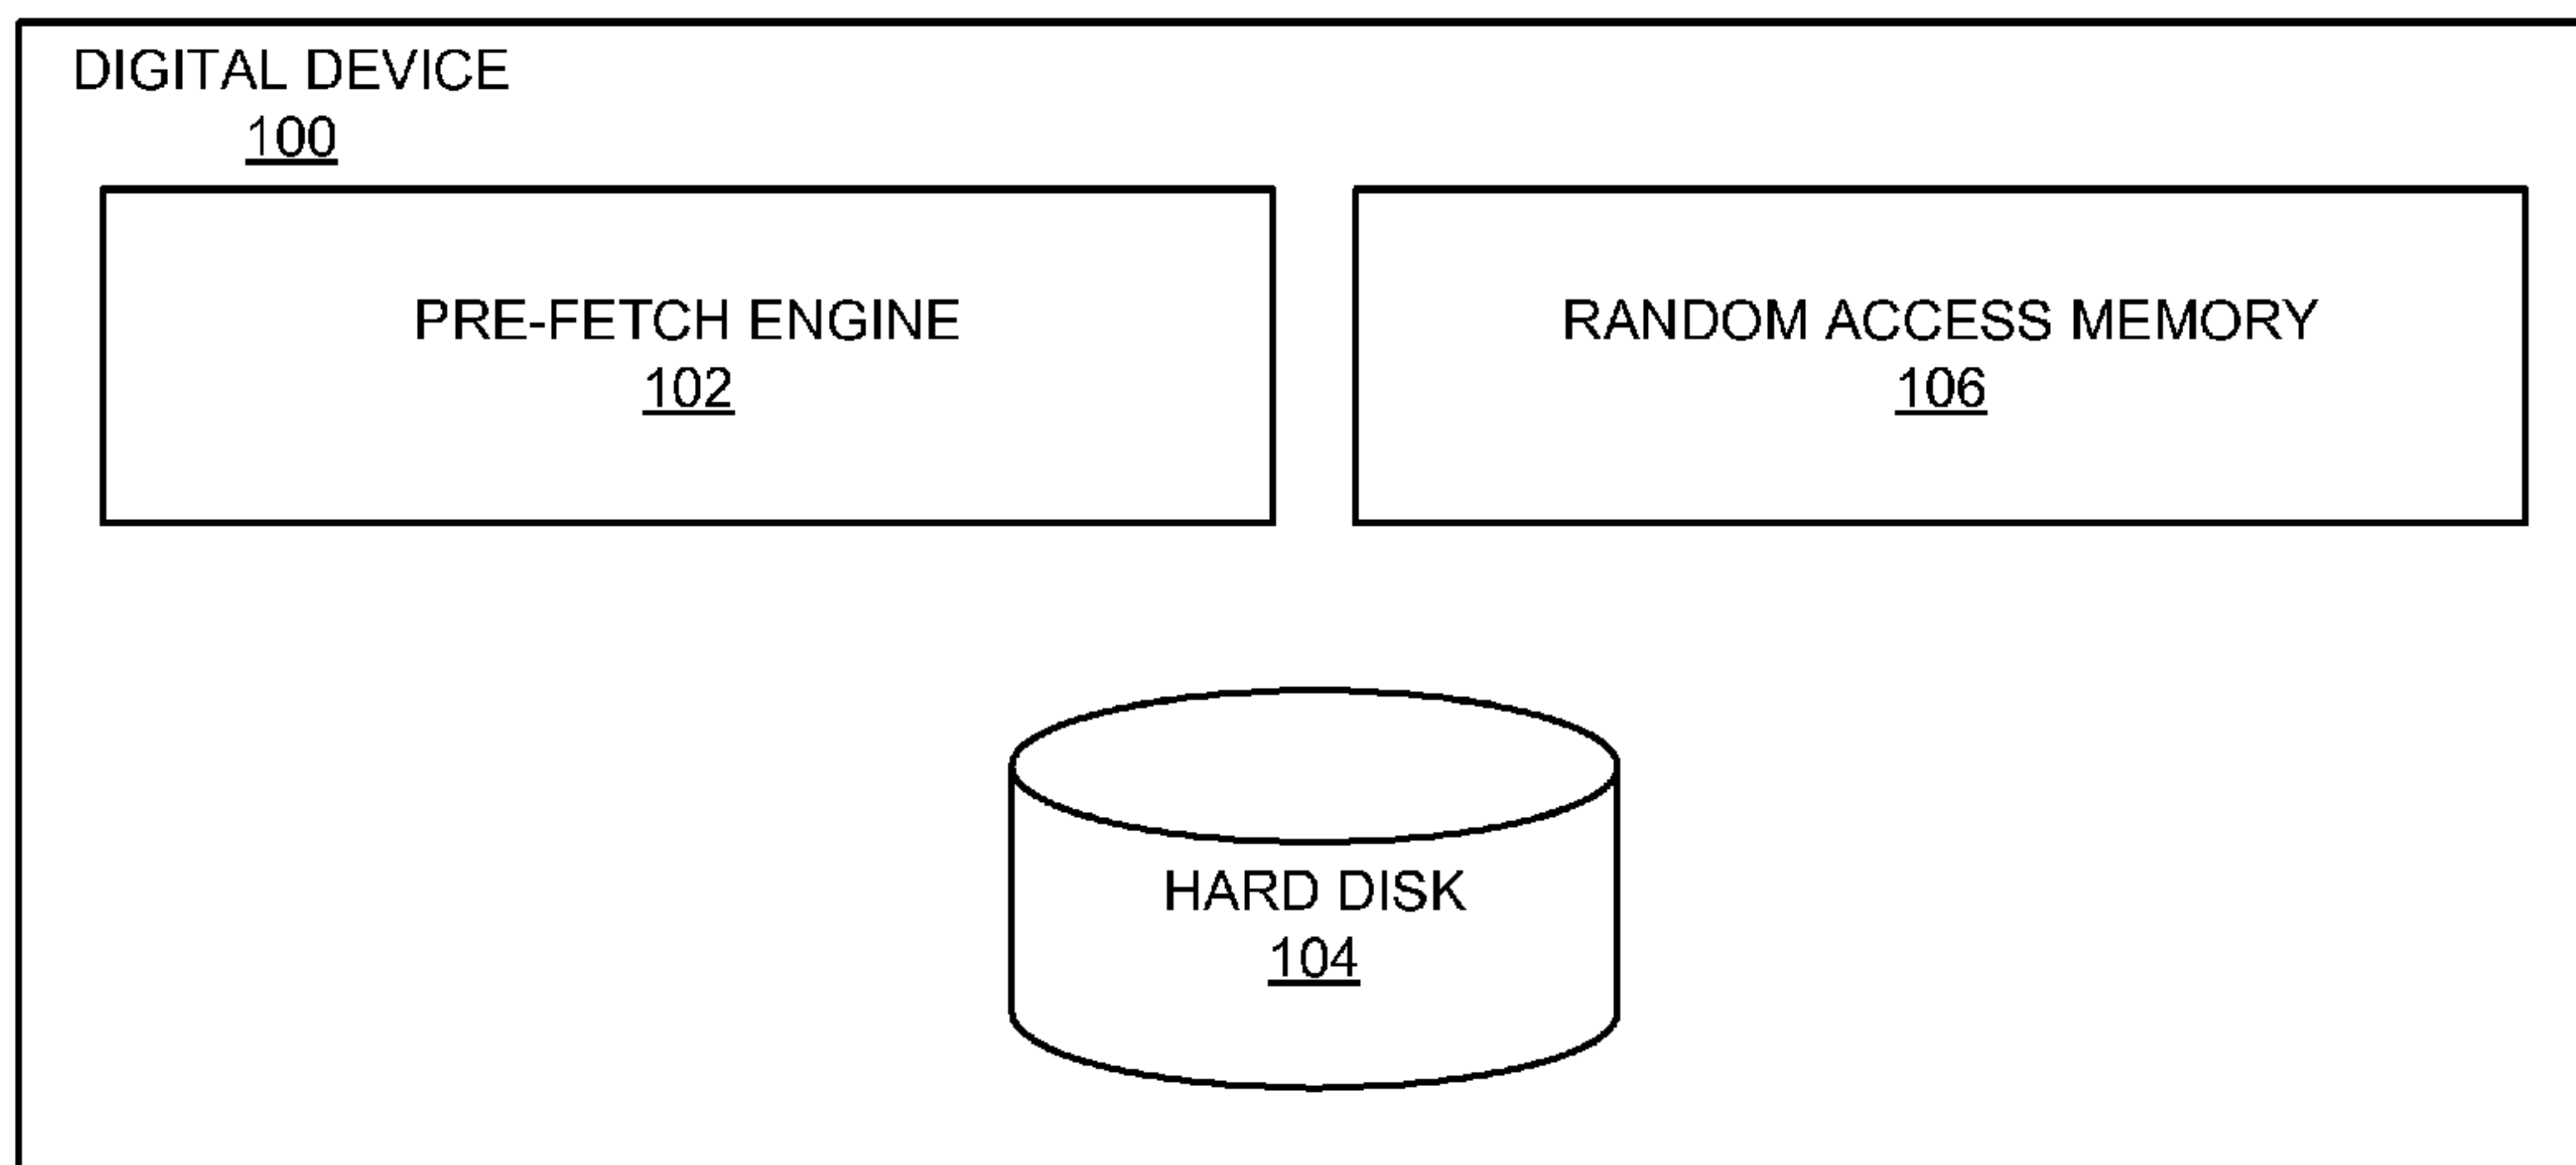 DIGITAL DEVICE
100
PRE-FETCH ENGINE
102
RANDOM ACCESS MEMORY
106
HARD DISK
104